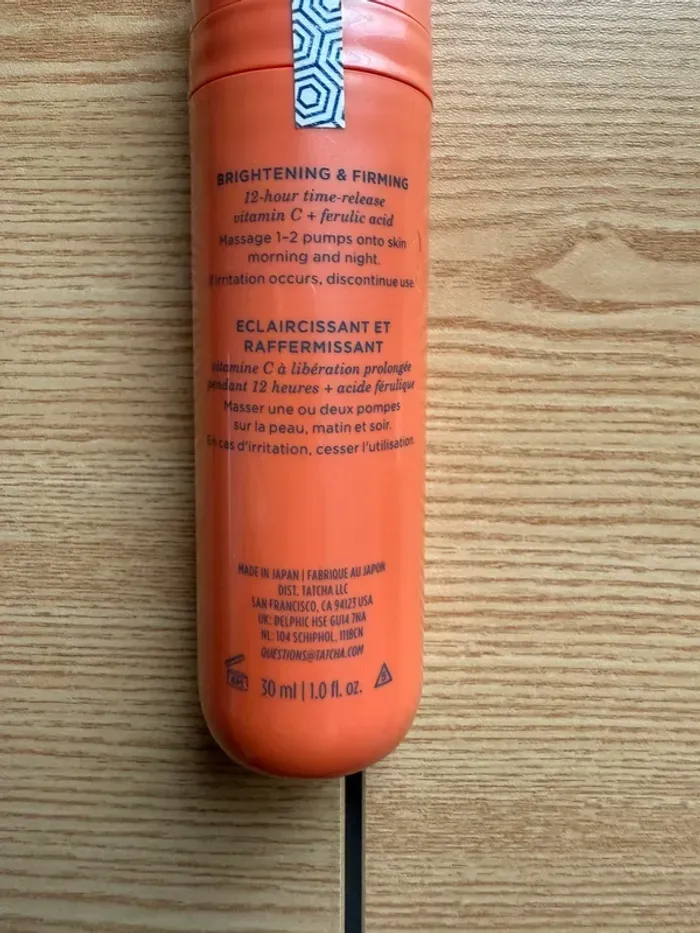 BRIGHTENING & FIRMING
12-hour time-release
vitamin C + ferulic acid
Massage 1–2 pumps onto skin
morning and night.
If irritation occurs, discontinue use.
ECLAIRCISSANT ET
RAFFERMISSANT
vitamine C à libération prolongée
pendant 12 heures + acide férulique
Masser une ou deux pompes
sur la peau, matin et soir.
En cas d'irritation, cesser l'utilisation.
MADE IN JAPAN | FABRIQUE AU JAPON
DIST. TATCHA LLC
SAN FRANCISCO, CA 94123 USA
UK: DELPHIC HSE GU14 7NA
NL: 104 SCHIPHOL, 1118CN
QUESTIONS@TATCHA.COM
30 ml | 1.0 fl. oz.